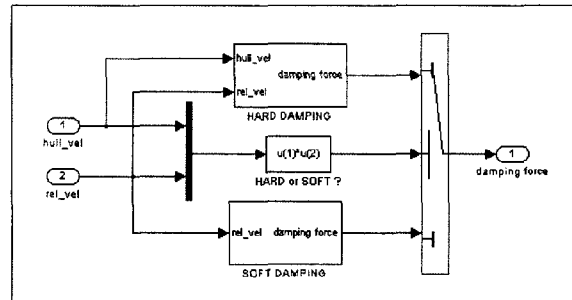 hull_vel
damping force
rel_vel
HARD DAMPING
1
hull_vel
u(1)*u(2)
HARD or SOFT ?
1
damping force
2
rel_vel
rel_vel
damping force
SOFT DAMPING